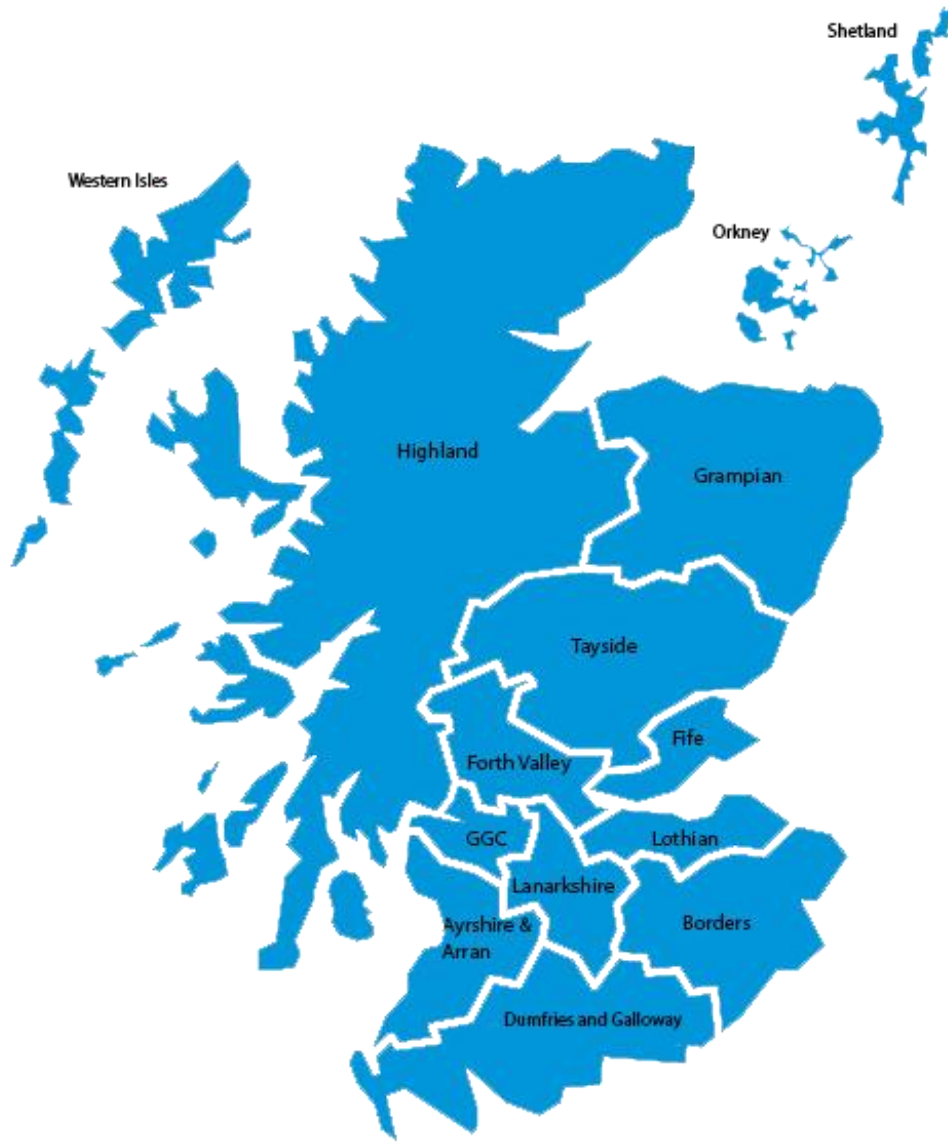 Shetland
Western Isles
Orkney
Highland
Grampian
Tayside
Fife
Forth Valley
GGC
Lothian
Lanarkshire
Ayrshire &
Arran
Borders
Dumfries and Galloway